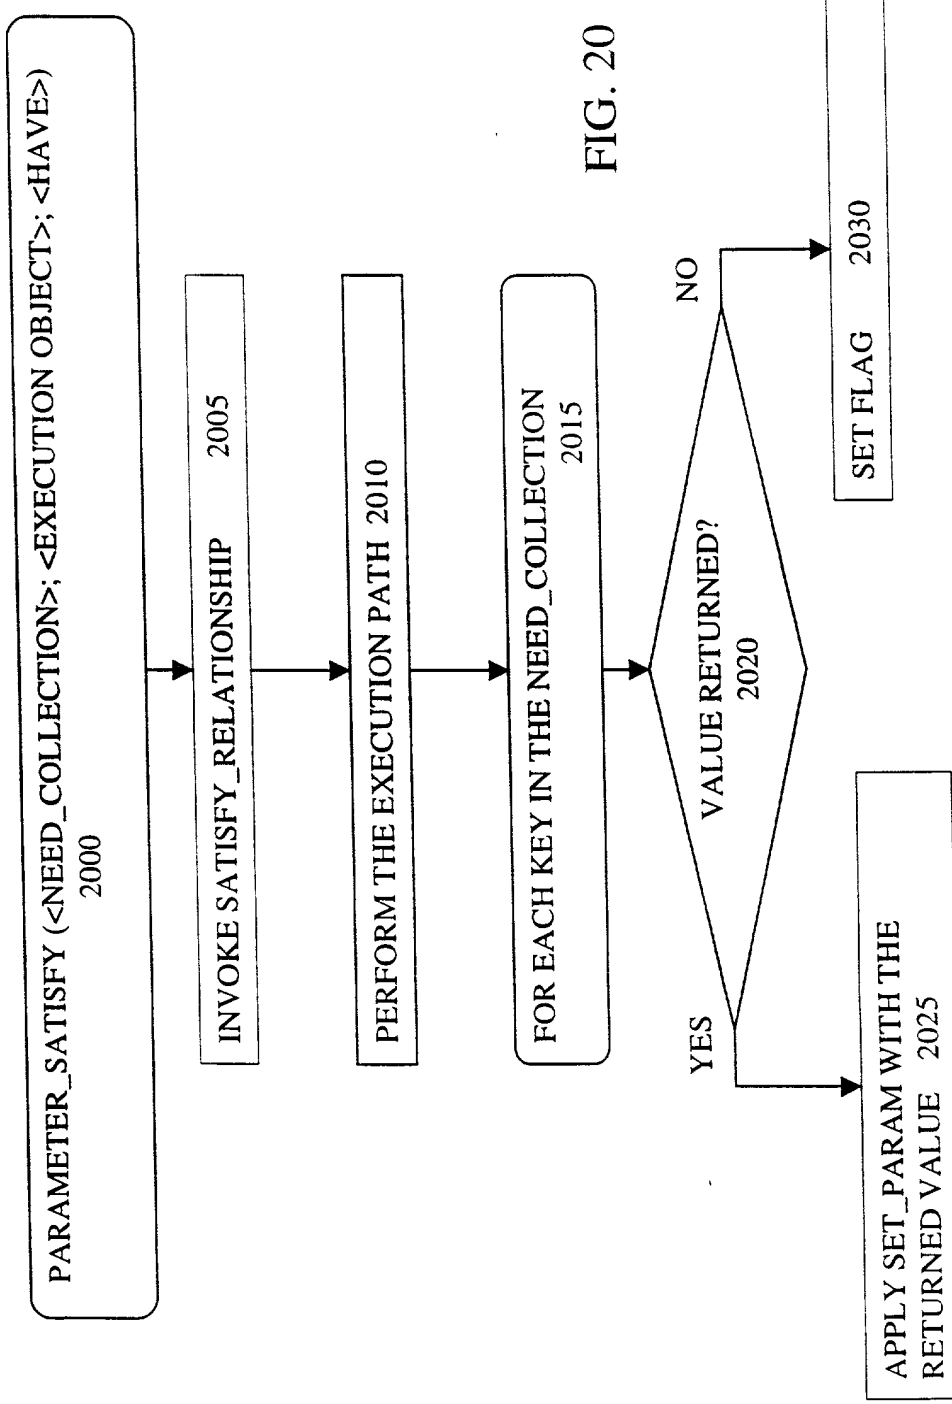 PARAMETER_SATISFY (<NEED_COLLECTION>; <EXECUTION OBJECT>; <HAVE>)
2000
INVOKE SATISFY_RELATIONSHIP 2005
PERFORM THE EXECUTION PATH 2010
FOR EACH KEY IN THE NEED_COLLECTION
2015
VALUE RETURNED?
2020
YES
NO
APPLY SET_PARAM WITH THE
RETURNED VALUE 2025
SET FLAG 2030
FIG. 20